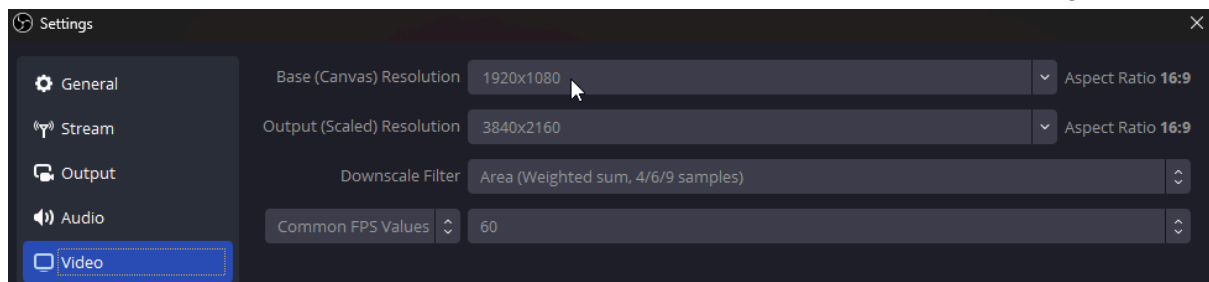 Settings
General
Base (Canvas) Resolution 1920x1080 Aspect Ratio 16:9
Stream
Output (Scaled) Resolution 3840x2160 Aspect Ratio 16:9
Output
Downscale Filter Area (Weighted sum, 4/6/9 samples)
Audio
Common FPS Values 60
Video